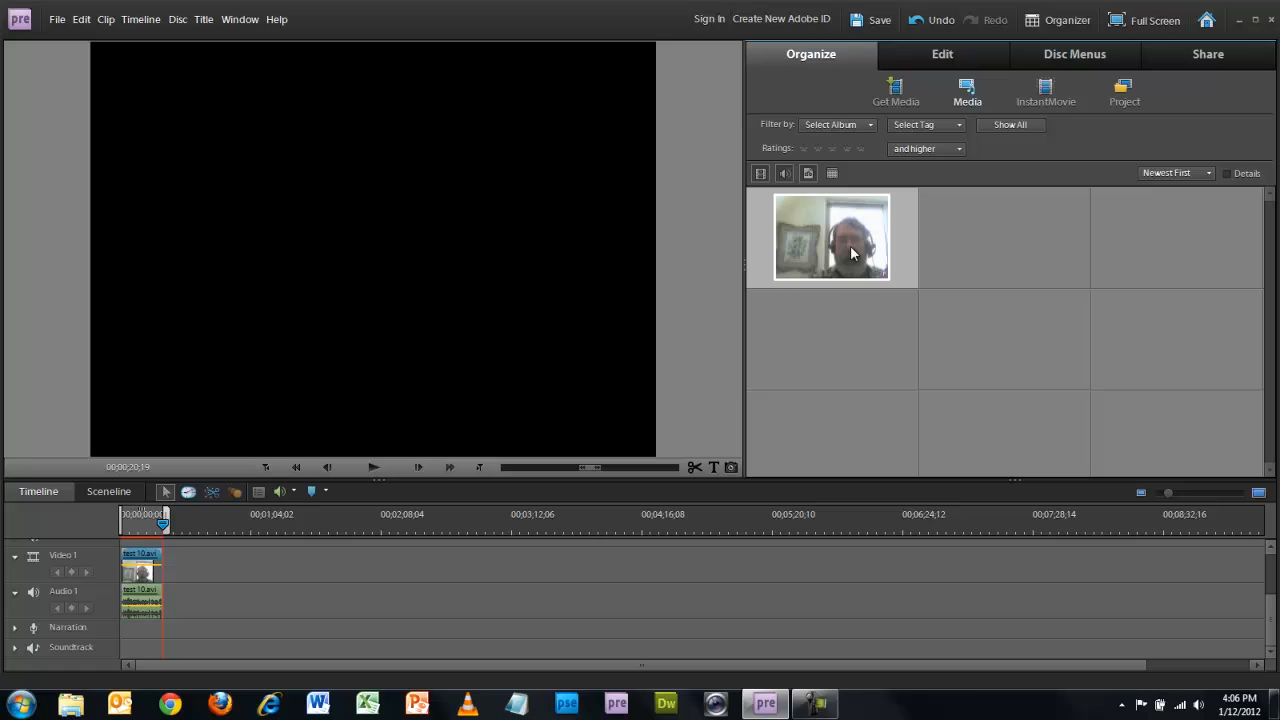 pre File Edit Clip Timeline Disc Title Window Help Sign In Create New Adobe ID Save Undo Redo Organizer Full Screen
Organize Edit Disc Menus Share
Get Media Media InstantMovie Project
Filter by: Select Album Select Tag Show All
Ratings: and higher
Newest First Details
00;00;20;19
T
Timeline Sceneline
00;01;04;02 00;02;08;04 00;03;12;06 00;04;16;08 00;05;20;10 00;06;24;12 00;07;28;14 00;08;32;16
Video 1 test 10.avi
Audio 1 test 10.avi
Narration
Soundtrack
pse pre Dw pre
4:06 PM
1/12/2012